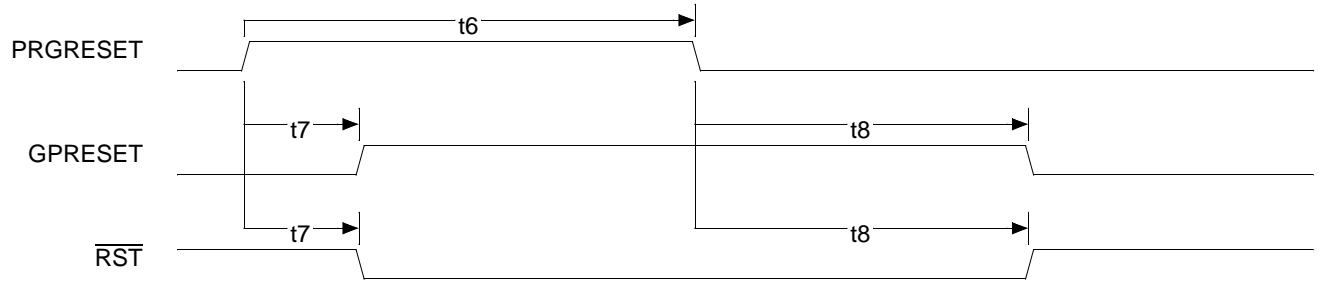 t6
PRGRESET
t7 t8
GPRESET
t7 t8
RST